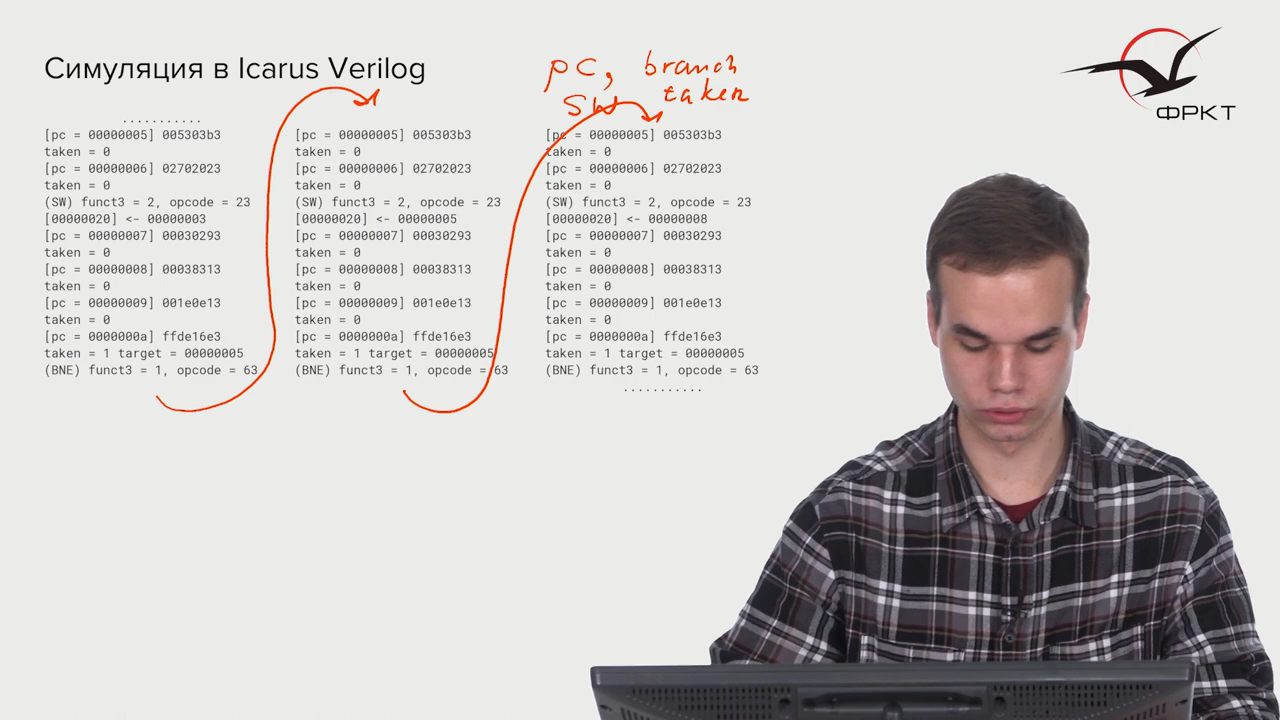 Симуляция в Icarus Verilog
pc, branch
sw taken
ФРКТ
...........
[pc = 00000005] 005303b3
taken = 0
[pc = 00000006] 02702023
taken = 0
(SW) funct3 = 2, opcode = 23
[00000020] <- 00000003
[pc = 00000007] 00030293
taken = 0
[pc = 00000008] 00038313
taken = 0
[pc = 00000009] 001e0e13
taken = 0
[pc = 0000000a] ffde16e3
taken = 1 target = 00000005
(BNE) funct3 = 1, opcode = 63
[pc = 00000005] 005303b3
taken = 0
[pc = 00000006] 02702023
taken = 0
(SW) funct3 = 2, opcode = 23
[00000020] <- 00000005
[pc = 00000007] 00030293
taken = 0
[pc = 00000008] 00038313
taken = 0
[pc = 00000009] 001e0e13
taken = 0
[pc = 0000000a] ffde16e3
taken = 1 target = 00000005
(BNE) funct3 = 1, opcode = 63
[pc = 00000005] 005303b3
taken = 0
[pc = 00000006] 02702023
taken = 0
(SW) funct3 = 2, opcode = 23
[00000020] <- 00000008
[pc = 00000007] 00030293
taken = 0
[pc = 00000008] 00038313
taken = 0
[pc = 00000009] 001e0e13
taken = 0
[pc = 0000000a] ffde16e3
taken = 1 target = 00000005
(BNE) funct3 = 1, opcode = 63
...........